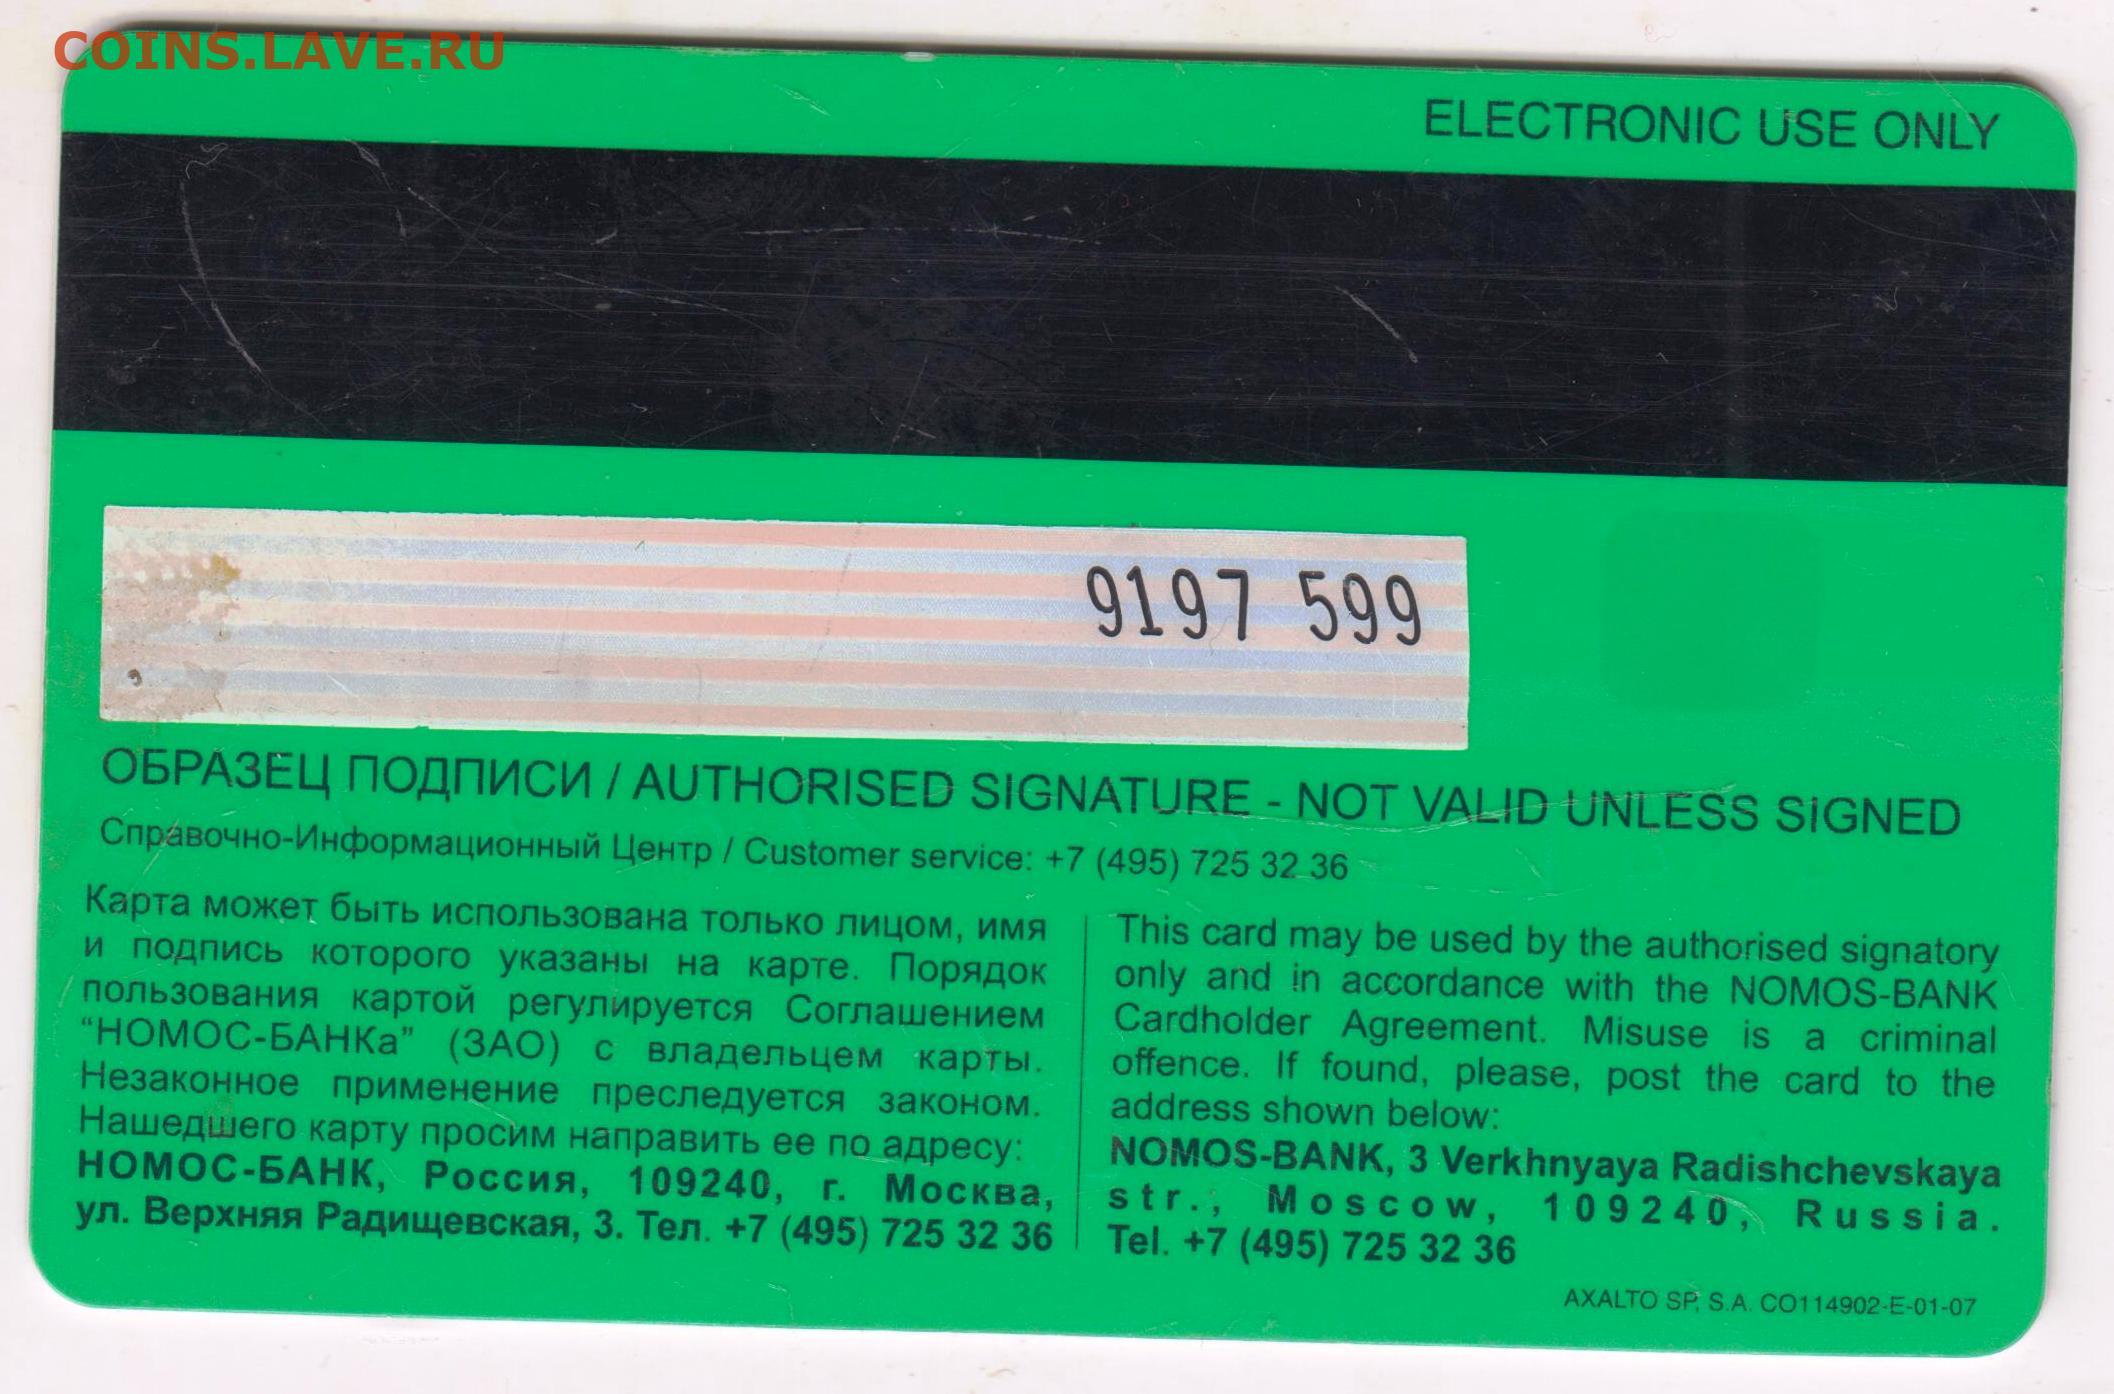 COINS.LAVE.RU
ELECTRONIC USE ONLY
9197 599
ОБРАЗЕЦ ПОДПИСИ / AUTHORISED SIGNATURE - NOT VALID UNLESS SIGNED
Справочно-Информационный Центр / Customer service: +7 (495) 725 32 36
Карта может быть использована только лицом, имя
и подпись которого указаны на карте. Порядок
пользования картой регулируется Соглашением
“НОМОС-БАНКа” (ЗАО) с владельцем карты.
Незаконное применение преследуется законом.
Нашедшего карту просим направить ее по адресу:
НОМОС-БАНК, Россия, 109240, г. Москва,
ул. Верхняя Радищевская, 3. Тел. +7 (495) 725 32 36
This card may be used by the authorised signatory
only and in accordance with the NOMOS-BANK
Cardholder Agreement. Misuse is a criminal
offence. If found, please, post the card to the
address shown below:
NOMOS-BANK, 3 Verkhnyaya Radishchevskaya
str., Moscow, 109240, Russia.
Tel. +7 (495) 725 32 36
AXALTO SP, S.A. CO114902-E-01-07